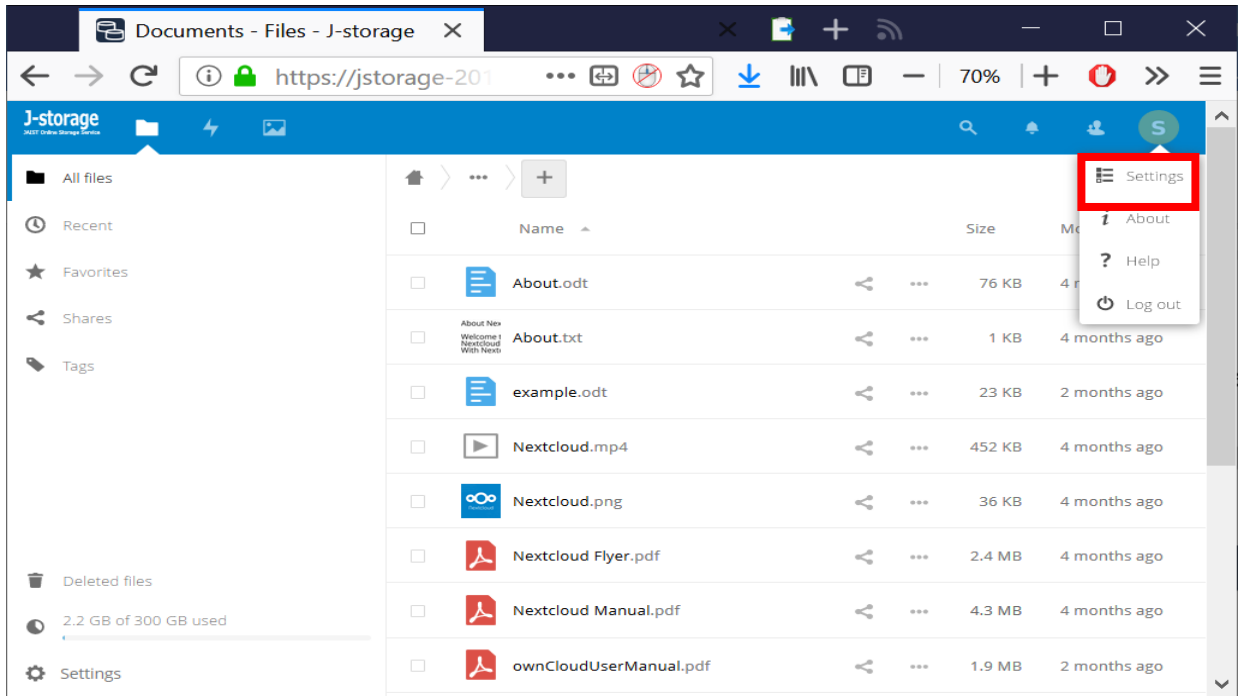 Documents - Files - J-storage
https://jstorage-201
70%
J-storage
JAIST Online Storage Service
S
All files
Recent
Favorites
Shares
Tags
Deleted files
2.2 GB of 300 GB used
Settings
Settings
About
Help
Log out
Name Size
About.odt 76 KB
About.txt 1 KB 4 months ago
example.odt 23 KB 2 months ago
Nextcloud.mp4 452 KB 4 months ago
Nextcloud.png 36 KB 4 months ago
Nextcloud Flyer.pdf 2.4 MB 4 months ago
Nextcloud Manual.pdf 4.3 MB 4 months ago
ownCloudUserManual.pdf 1.9 MB 2 months ago